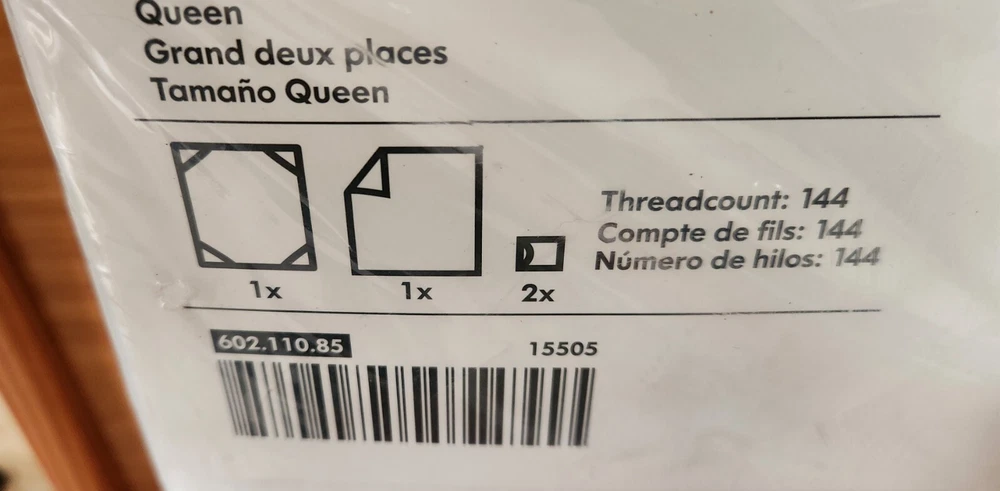 Queen
Grand deux places
Tamaño Queen
Threadcount: 144
Compte de fils: 144
Número de hilos: 144
1x 1x 2x
602.110.85 15505